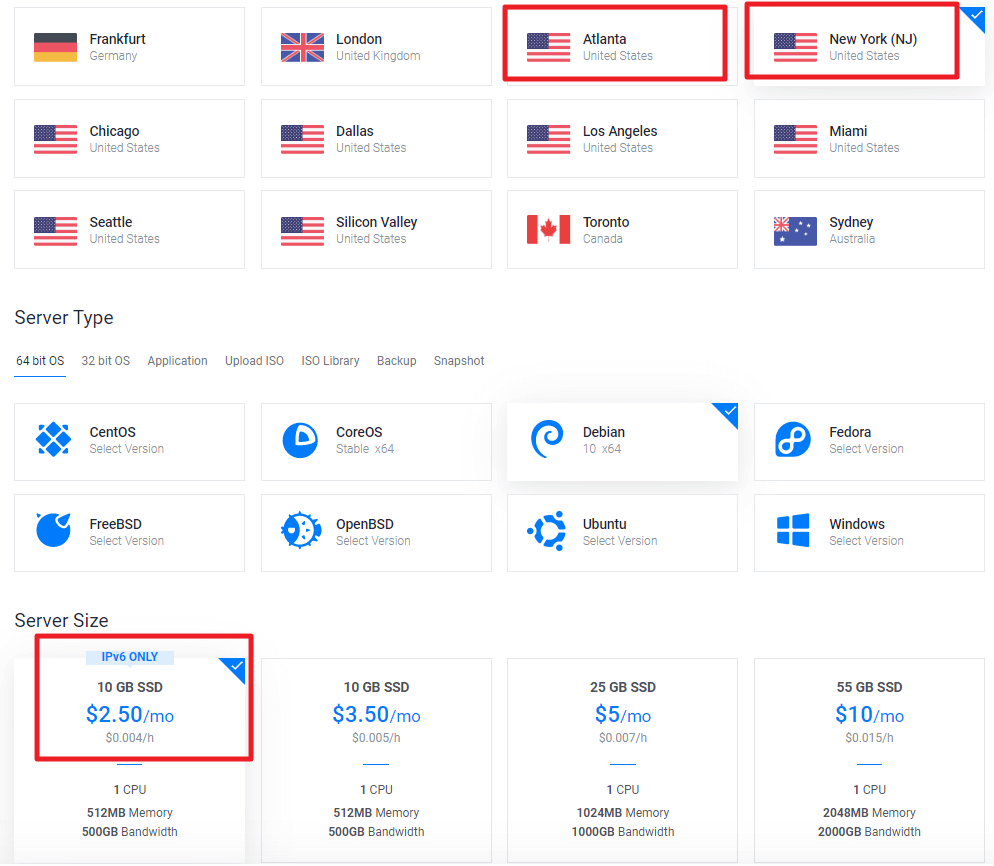 Frankfurt
Germany
London
United Kingdom
Atlanta
United States
New York (NJ)
United States
Chicago
United States
Dallas
United States
Los Angeles
United States
Miami
United States
Seattle
United States
Silicon Valley
United States
Toronto
Canada
Sydney
Australia
Server Type
64 bit OS 32 bit OS Application Upload ISO ISO Library Backup Snapshot
CentOS
Select Version
CoreOS
Stable x64
Debian
10 x64
Fedora
Select Version
FreeBSD
Select Version
OpenBSD
Select Version
Ubuntu
Select Version
Windows
Select Version
Server Size
IPv6 ONLY
10 GB SSD
$2.50/mo
$0.004/h
1 CPU
512MB Memory
500GB Bandwidth
10 GB SSD
$3.50/mo
$0.005/h
1 CPU
512MB Memory
500GB Bandwidth
25 GB SSD
$5/mo
$0.007/h
1 CPU
1024MB Memory
1000GB Bandwidth
55 GB SSD
$10/mo
$0.015/h
1 CPU
2048MB Memory
2000GB Bandwidth